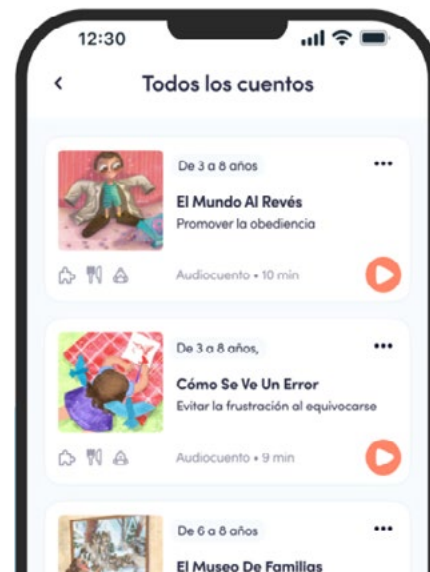 12:30
Todos los cuentos
De 3 a 8 años
El Mundo Al Revés
Promover la obediencia
Audiocuento • 10 min
De 3 a 8 años,
Cómo Se Ve Un Error
Evitar la frustración al equivocarse
Audiocuento • 9 min
De 6 a 8 años
El Museo De Familias